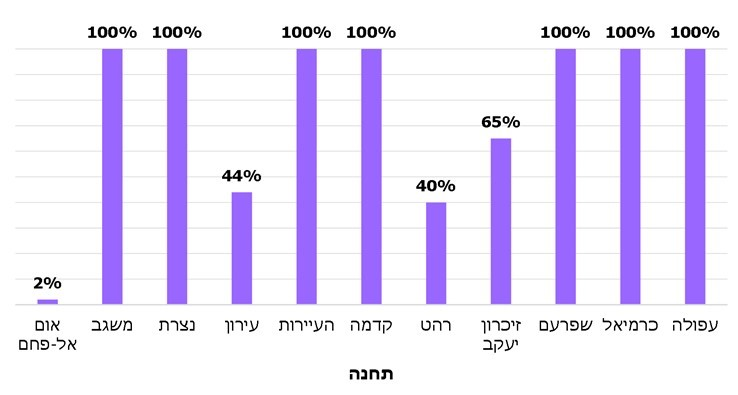 100% 100% 100% 100% 100% 100% 100%
65%
44%
40%
2%
אום אל-פחם
משגב
נצרת
עירון
העיירות
קדמה
רהט
זיכרון יעקב
שפרעם
כרמיאל
עפולה
תחנה